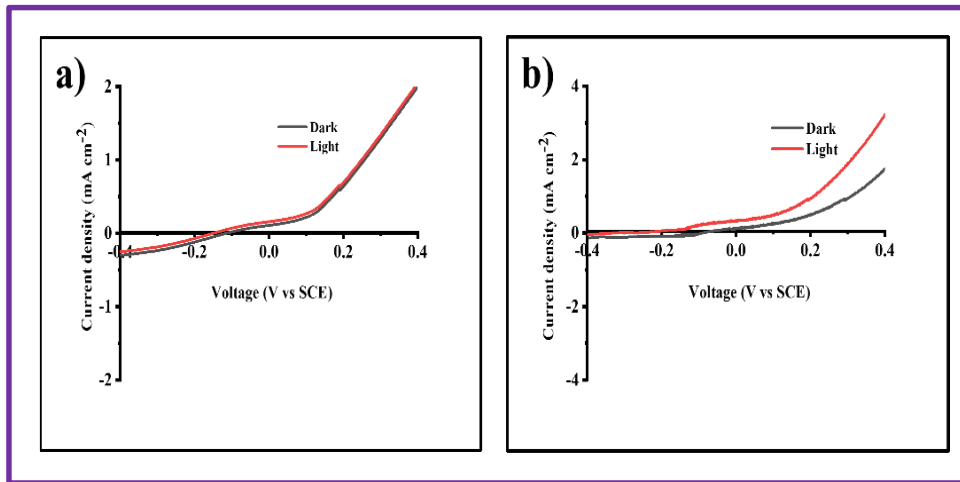 a)
2
1
0
-1
-2
-0.4
-0.2
0.0
0.2
0.4
Dark
Light
Current density (mA cm⁻²)
Voltage (V vs SCE)
b)
4
2
0
-2
-4
-0.4
-0.2
0.0
0.2
0.4
Dark
Light
Current density (mA cm⁻²)
Voltage (V vs SCE)